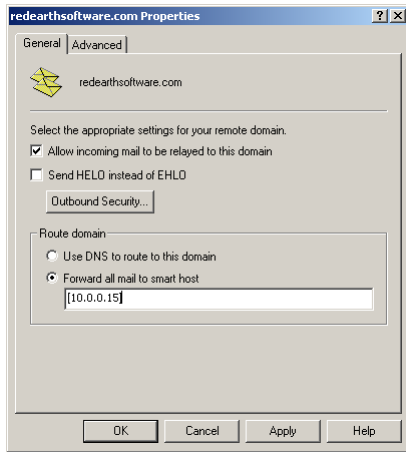 redearthsoftware.com Properties
General
Advanced
redearthsoftware.com
Select the appropriate settings for your remote domain.
Allow incoming mail to be relayed to this domain
Send HELO instead of EHLO
Outbound Security...
Route domain
Use DNS to route to this domain
Forward all mail to smart host
[10.0.0.15]
OK
Cancel
Apply
Help